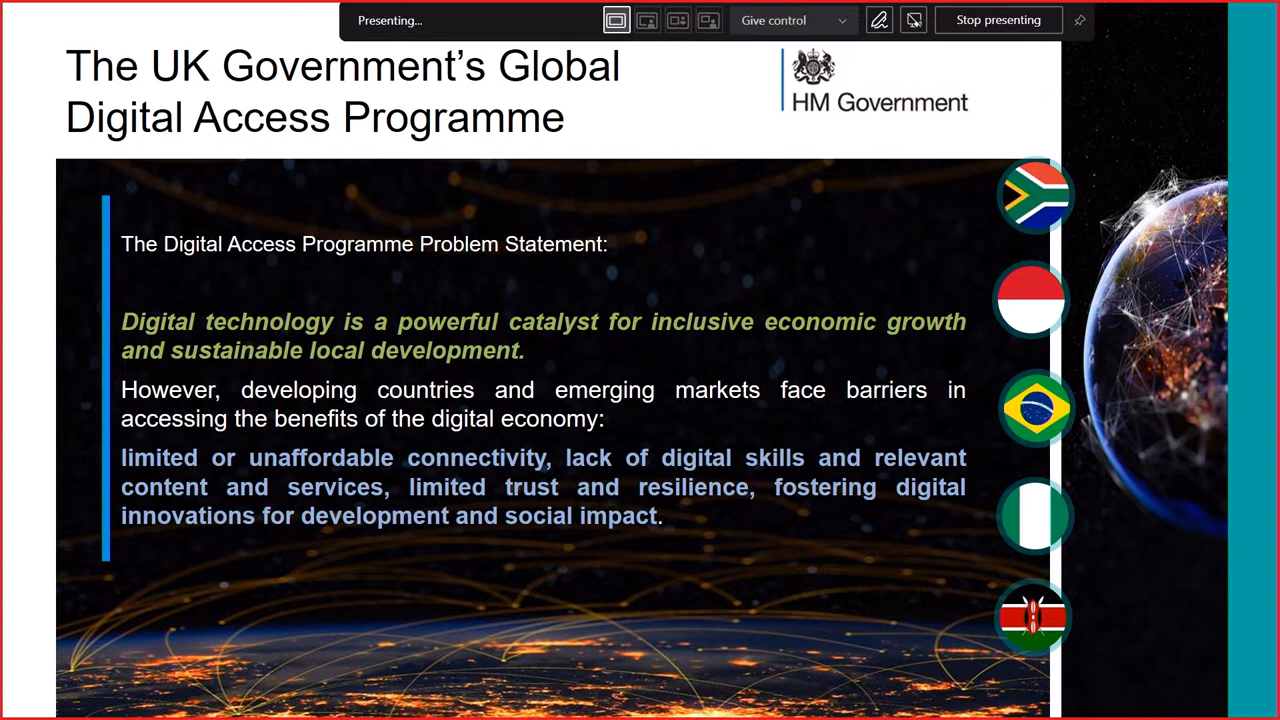 Presenting...
Give control
Stop presenting
The UK Government’s Global
Digital Access Programme
HM Government
The Digital Access Programme Problem Statement:
Digital technology is a powerful catalyst for inclusive economic growth
and sustainable local development.
However, developing countries and emerging markets face barriers in
accessing the benefits of the digital economy:
limited or unaffordable connectivity, lack of digital skills and relevant
content and services, limited trust and resilience, fostering digital
innovations for development and social impact.